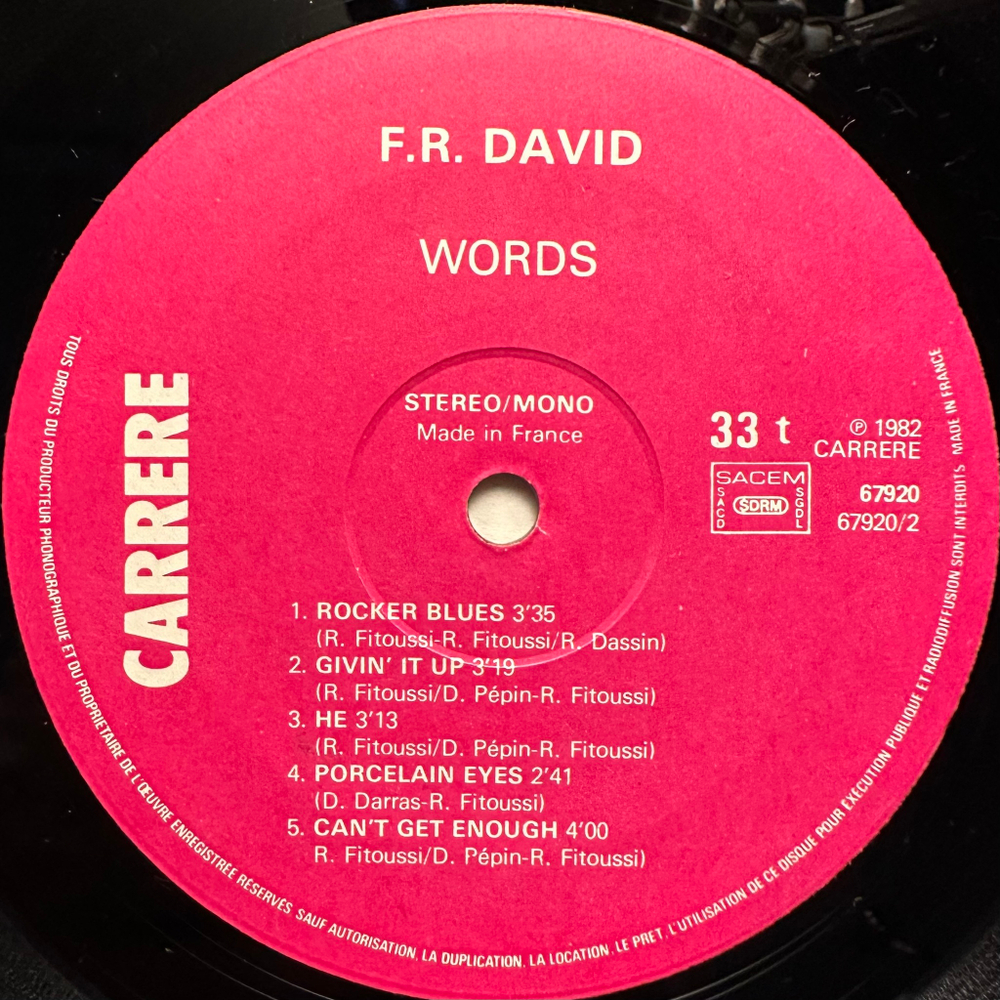 F.R. DAVID
WORDS
CARRERE
STEREO/MONO
Made in France
33 t
℗ 1982
CARRERE
SACEM
SACD
SDRM
SGDL
67920
67920/2
1. ROCKER BLUES 3'35
(R. Fitoussi-R. Fitoussi/R. Dassin)
2. GIVIN' IT UP 3'19
(R. Fitoussi/D. Pépin-R. Fitoussi)
3. HE 3'13
(R. Fitoussi/D. Pépin-R. Fitoussi)
4. PORCELAIN EYES 2'41
(D. Darras-R. Fitoussi)
5. CAN'T GET ENOUGH 4'00
R. Fitoussi/D. Pépin-R. Fitoussi)
TOUS DROITS DU PRODUCTEUR PHONOGRAPHIQUE ET DU PROPRIETAIRE DE L'ŒUVRE ENREGISTREE RESERVES. SAUF AUTORISATION, LA DUPLICATION, LA LOCATION, LE PRET, L'UTILISATION DE CE DISQUE POUR EXECUTION PUBLIQUE ET RADIODIFFUSION SONT INTERDITS MADE IN FRANCE